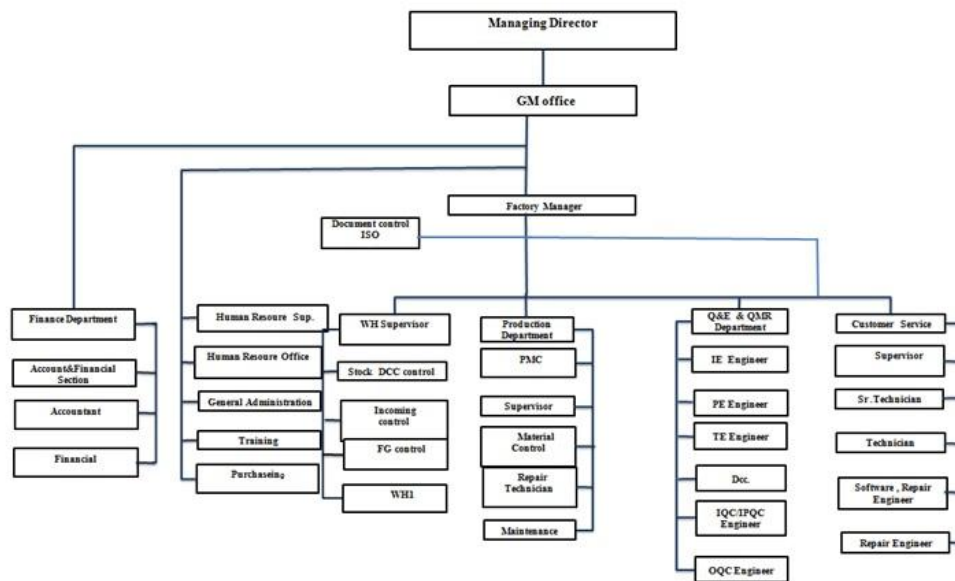 Managing Director
GM office
Factory Manager
Document control
ISO
Finance Department
Account&Financial
Section
Accountant
Financial
Human Resoure Sup.
Human Resoure Office
General Administration
Training
Purchaseing
WH Supervisor
Stock DCC control
Incoming
control
FG control
WH1
Production
Department
PMC
Supervisor
Material
Control
Repair
Technician
Maintenance
Q&E & QMR
Department
IE Engineer
PE Engineer
TE Engineer
Dcc.
IQC/IPQC
Engineer
OQC Engineer
Customer Service
Supervisor
Sr.Technician
Technician
Software , Repair
Engineer
Repair Engineer